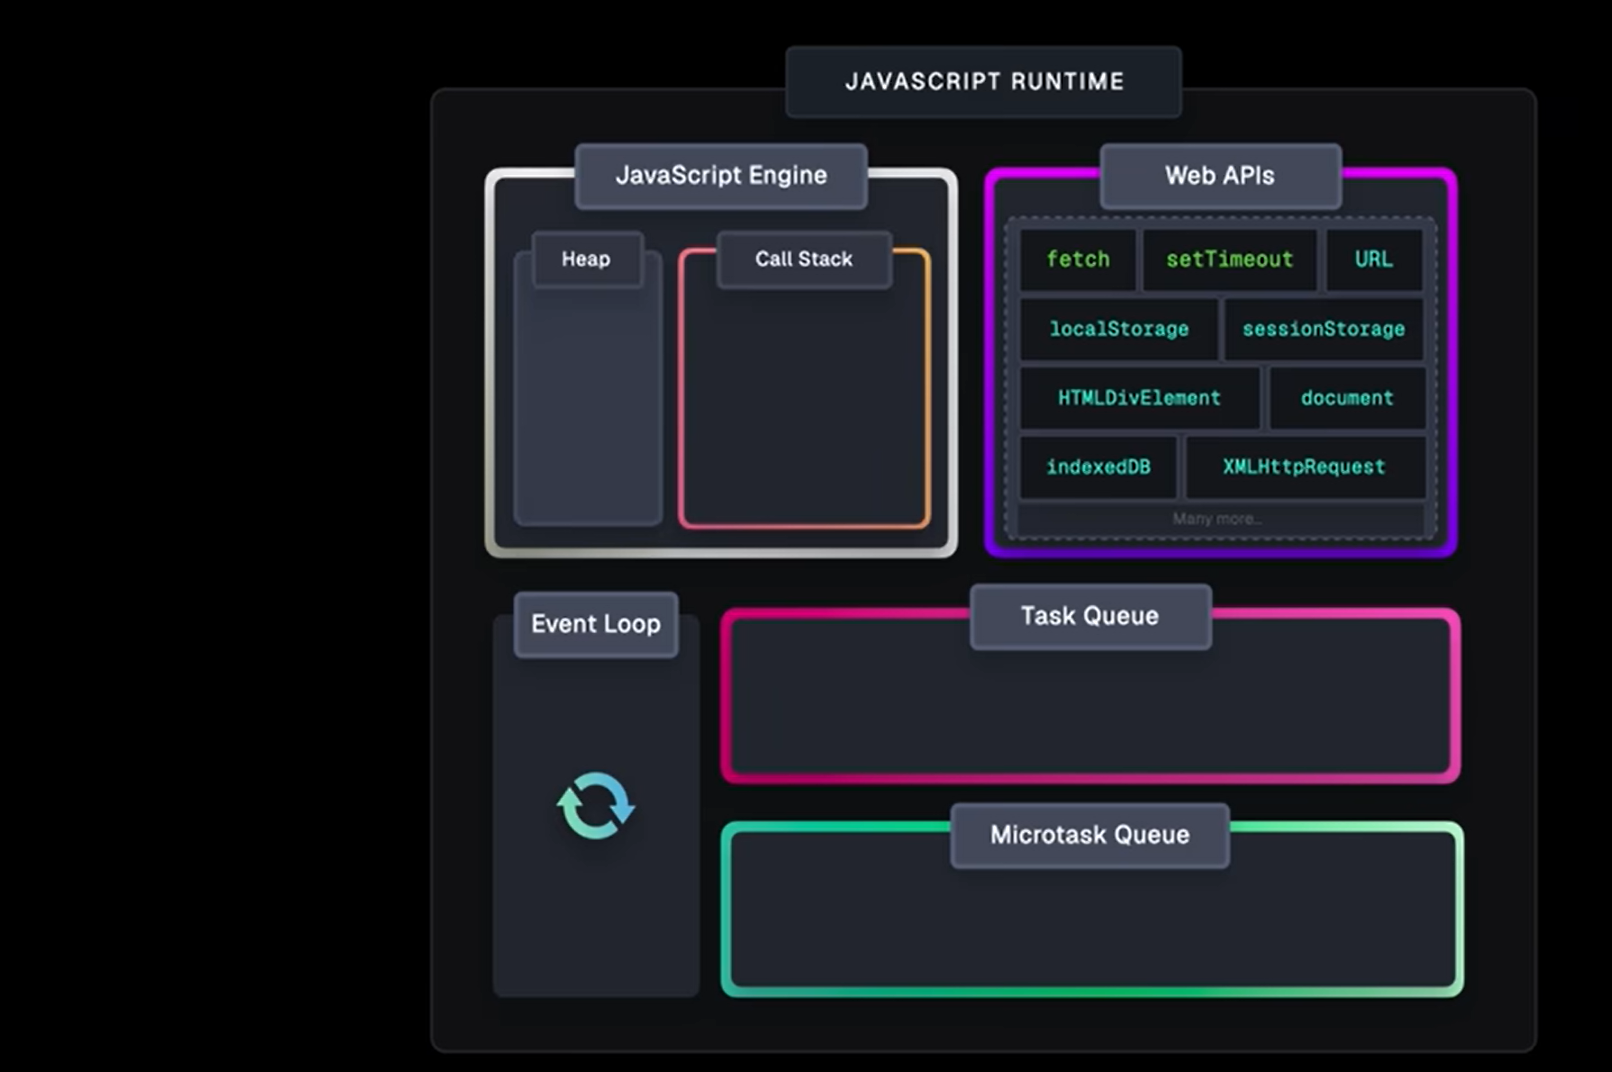 JAVASCRIPT RUNTIME
JavaScript Engine
Heap
Call Stack
Web APIs
fetch
setTimeout
URL
localStorage
sessionStorage
HTMLDivElement
document
indexedDB
XMLHttpRequest
Many more…
Event Loop
Task Queue
Microtask Queue